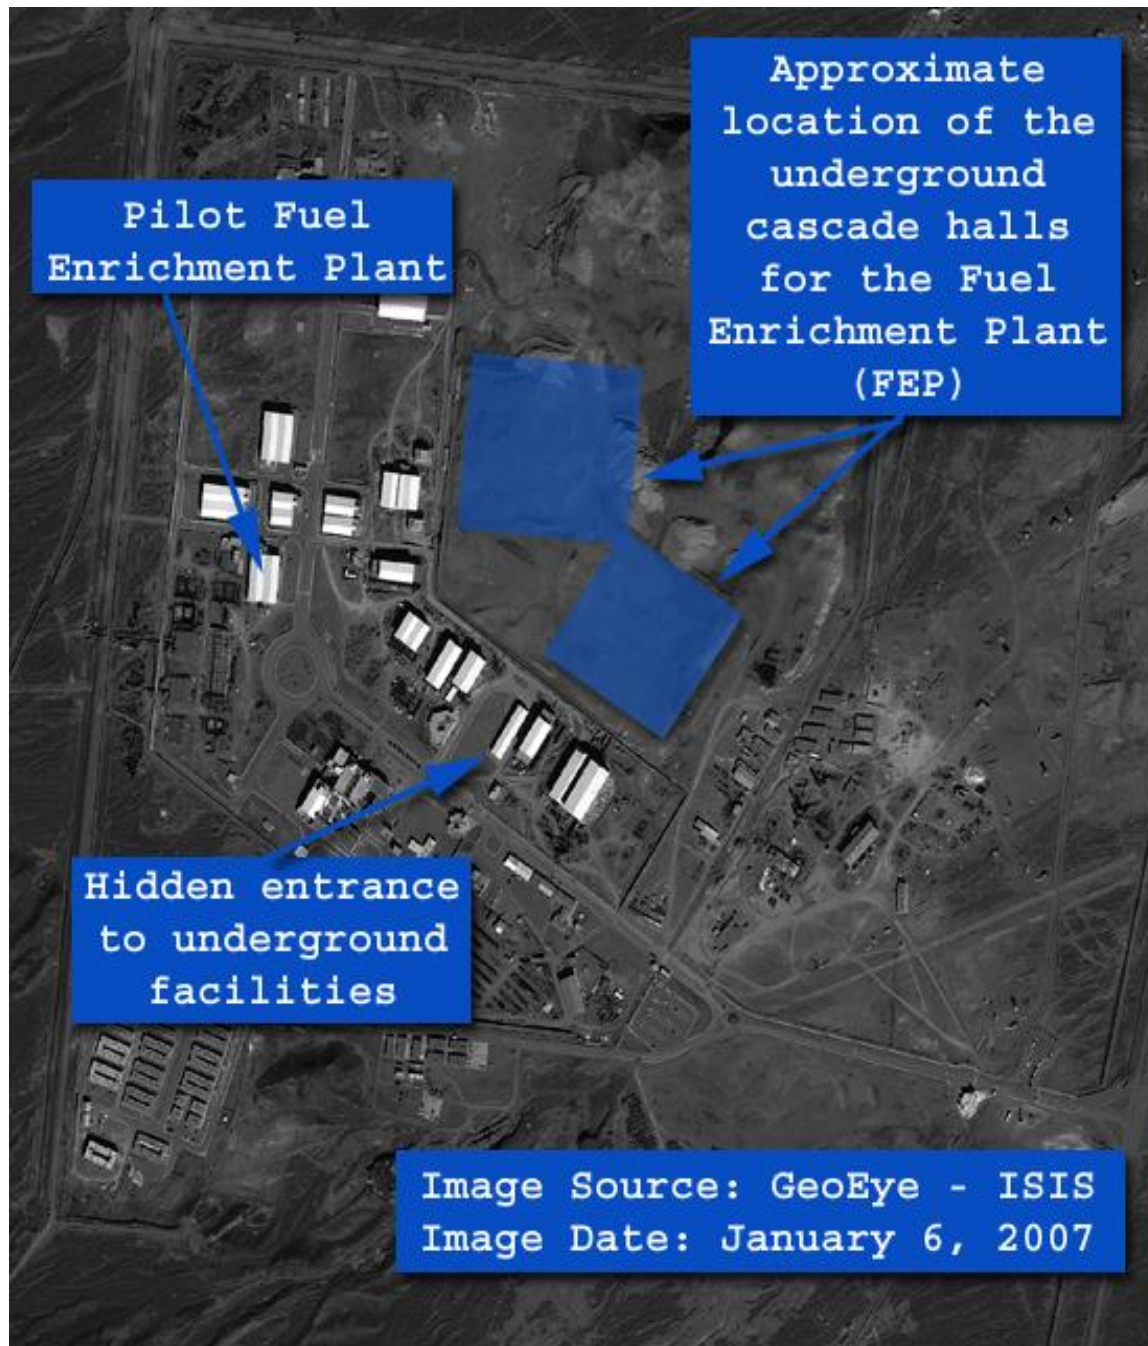 Approximate
location of the
underground
cascade halls
for the Fuel
Enrichment Plant
(FEP)
Pilot Fuel
Enrichment Plant
Hidden entrance
to underground
facilities
Image Source: GeoEye - ISIS
Image Date: January 6, 2007